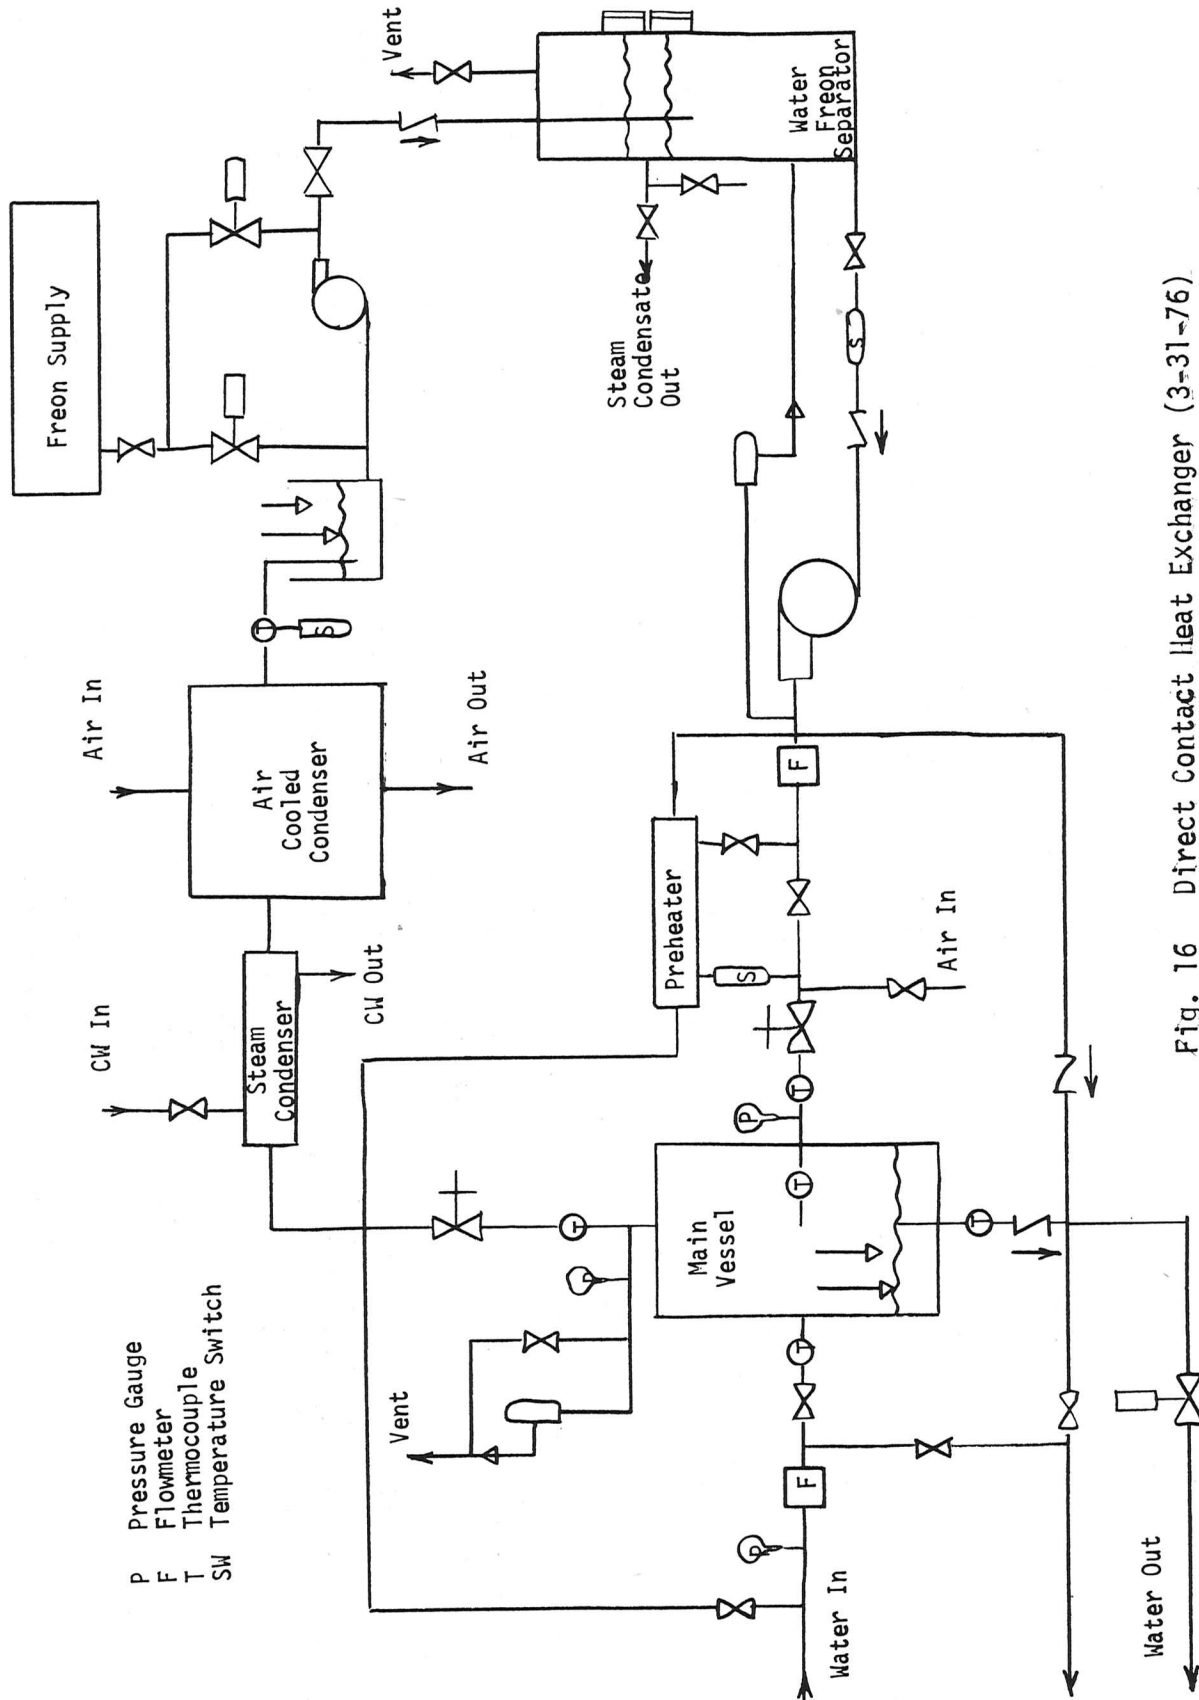 Freon Supply
Vent
Water
Freon
Separator
Steam
Condensate
Out
S
Air In
Air
Cooled
Condenser
Air Out
T
S
CW In
Steam
Condenser
CW Out
Preheater
F
S
Air In
T
P
T
Main
Vessel
T
T
P
Vent
T
F
P
Water In
Water Out
P Pressure Gauge
F Flowmeter
T Thermocouple
SW Temperature Switch
Fig. 16 Direct Contact Heat Exchanger (3-31-76)